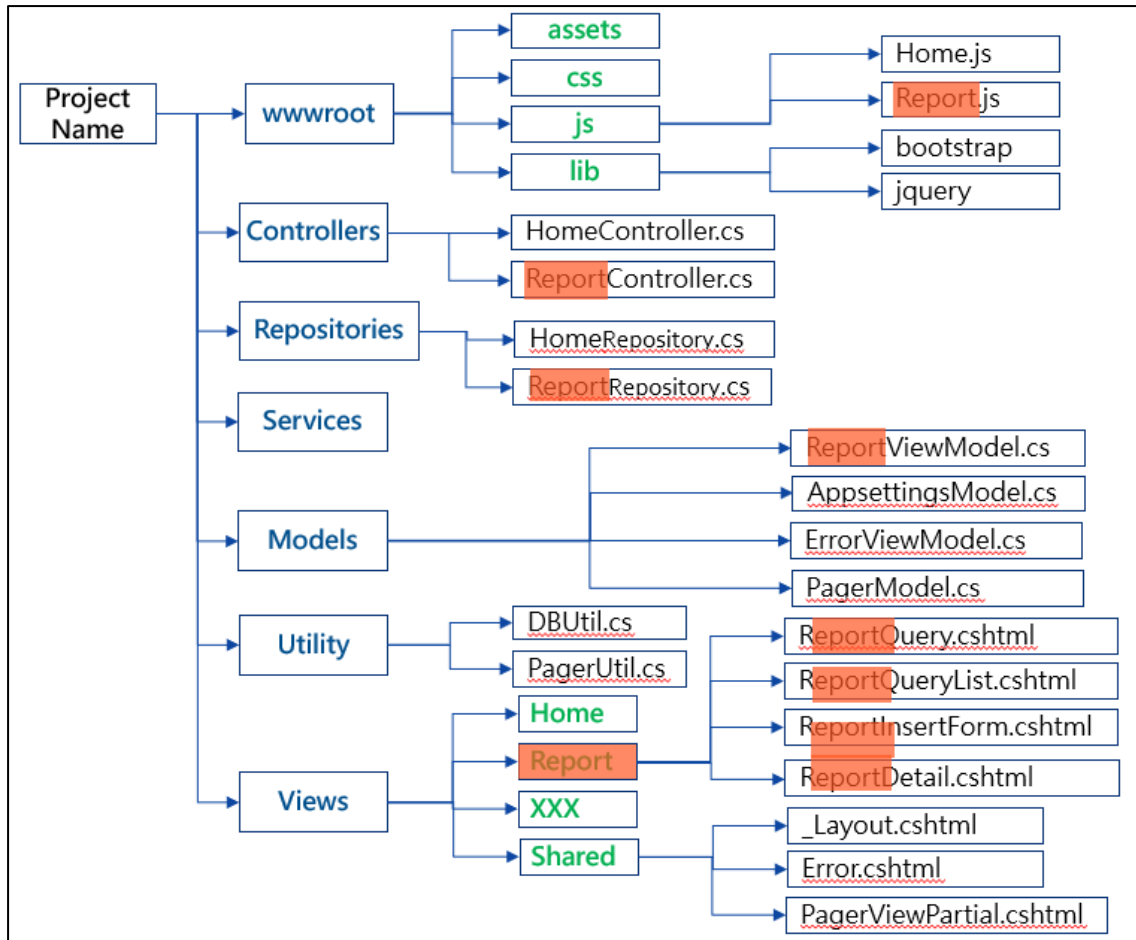 Project
Name
wwwroot
assets
css
js
lib
Home.js
Report.js
bootstrap
jquery
Controllers
HomeController.cs
ReportController.cs
Repositories
HomeRepository.cs
ReportRepository.cs
Services
Models
ReportViewModel.cs
AppsettingsModel.cs
ErrorViewModel.cs
PagerModel.cs
Utility
DBUtil.cs
PagerUtil.cs
Views
Home
Report
XXX
Shared
ReportQuery.cshtml
ReportQueryList.cshtml
ReportInsertForm.cshtml
ReportDetail.cshtml
_Layout.cshtml
Error.cshtml
PagerViewPartial.cshtml